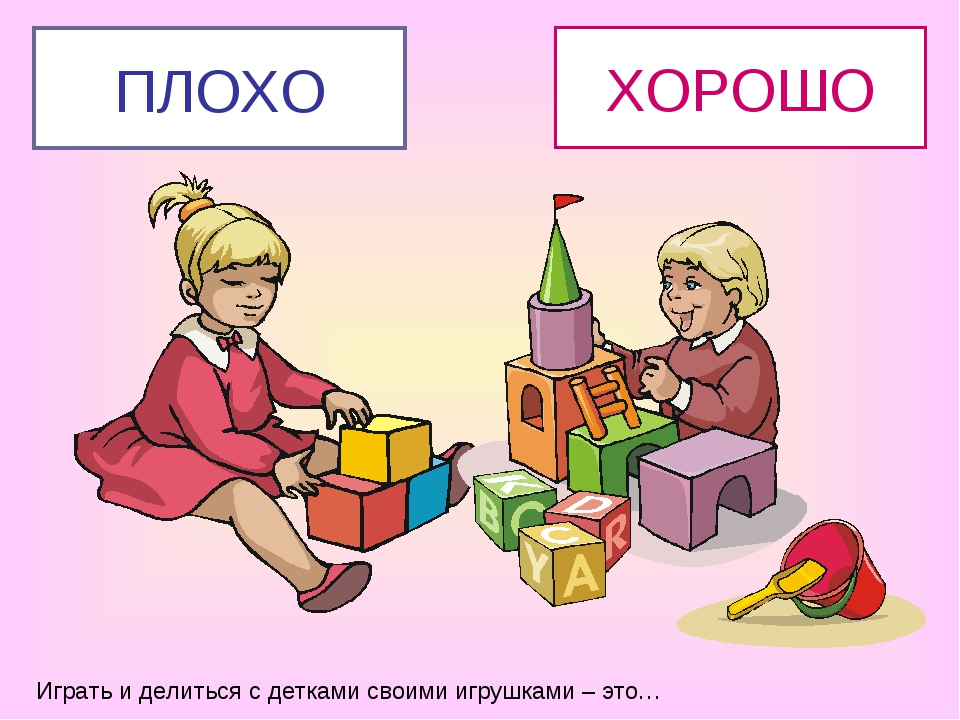 ПЛОХО
ХОРОШО
K
B C
D
R
C
Y A
Играть и делиться с детками своими игрушками – это…